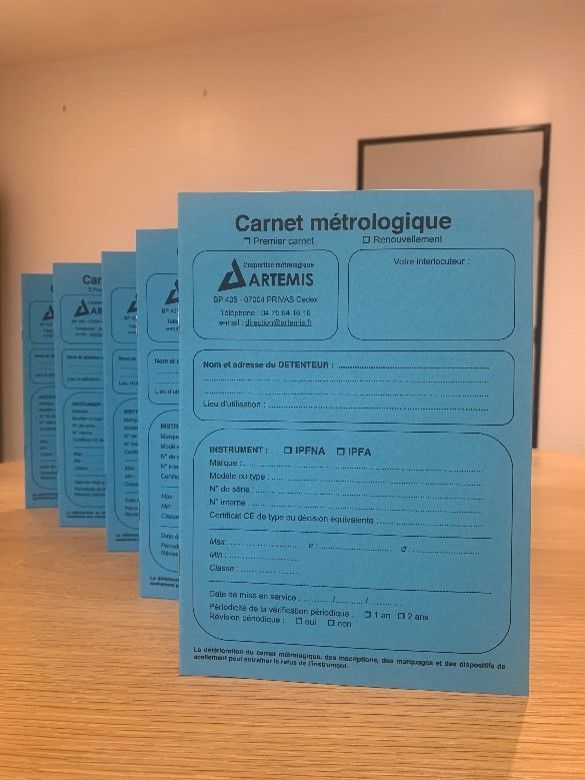 Carnet métrologique
☐ Premier carnet ☐ Renouvellement
l'expertise métrologique
ARTEMIS
BP 405 - 07004 PRIVAS Cedex
Téléphone : 04 75 64 16 16
e-mail : direction@artemis.fr
Votre interlocuteur :
Nom et adresse du DETENTEUR :
Lieu d'utilisation :
INSTRUMENT : ☐ IPFNA ☐ IPFA
Marque :
Modèle ou type :
N° de série :
N° interne :
Certificat CE de type ou décision équivalente :
Max : e : d :
Min :
Classe :
Date de mise en service : / /
Périodicité de la vérification périodique : ☐ 1 an ☐ 2 ans
Révision périodique : ☐ oui ☐ non
La détérioration du carnet métrologique, des inscriptions, des marquages et des dispositifs de
scellement peut entraîner le refus de l'instrument.